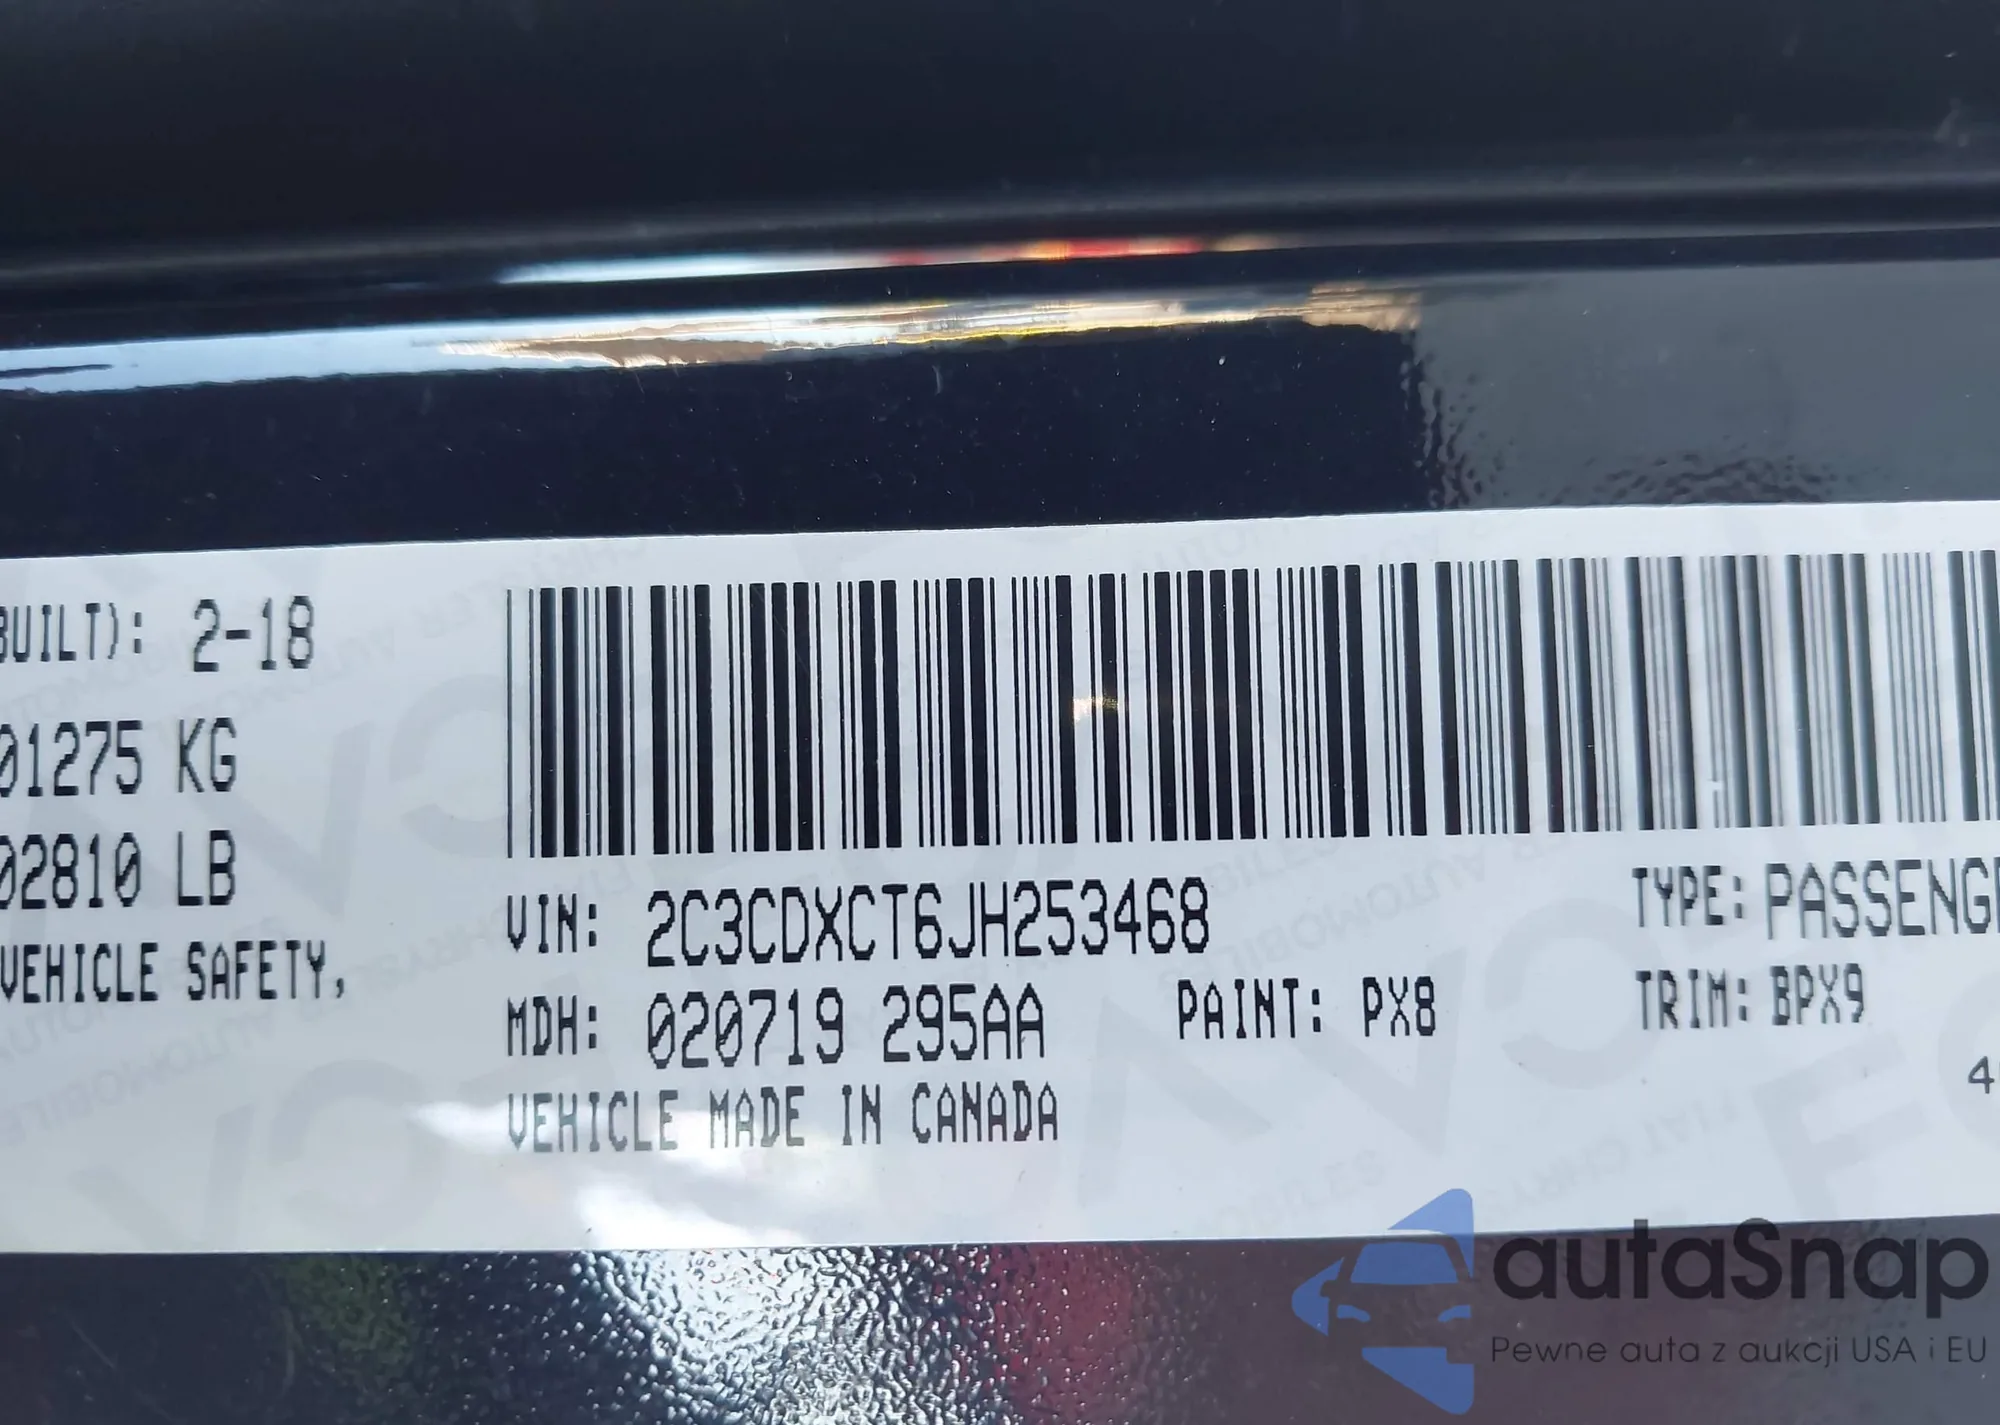 BUILT): 2-18
01275 KG
02810 LB
VEHICLE SAFETY,
VIN: 2C3CDXCT6JH253468
TYPE: PASSENG
MDH: 020719 295AA PAINT: PX8 TRIM: BPX9
VEHICLE MADE IN CANADA
autaSnap
Pewne auta z aukcji USA i EU